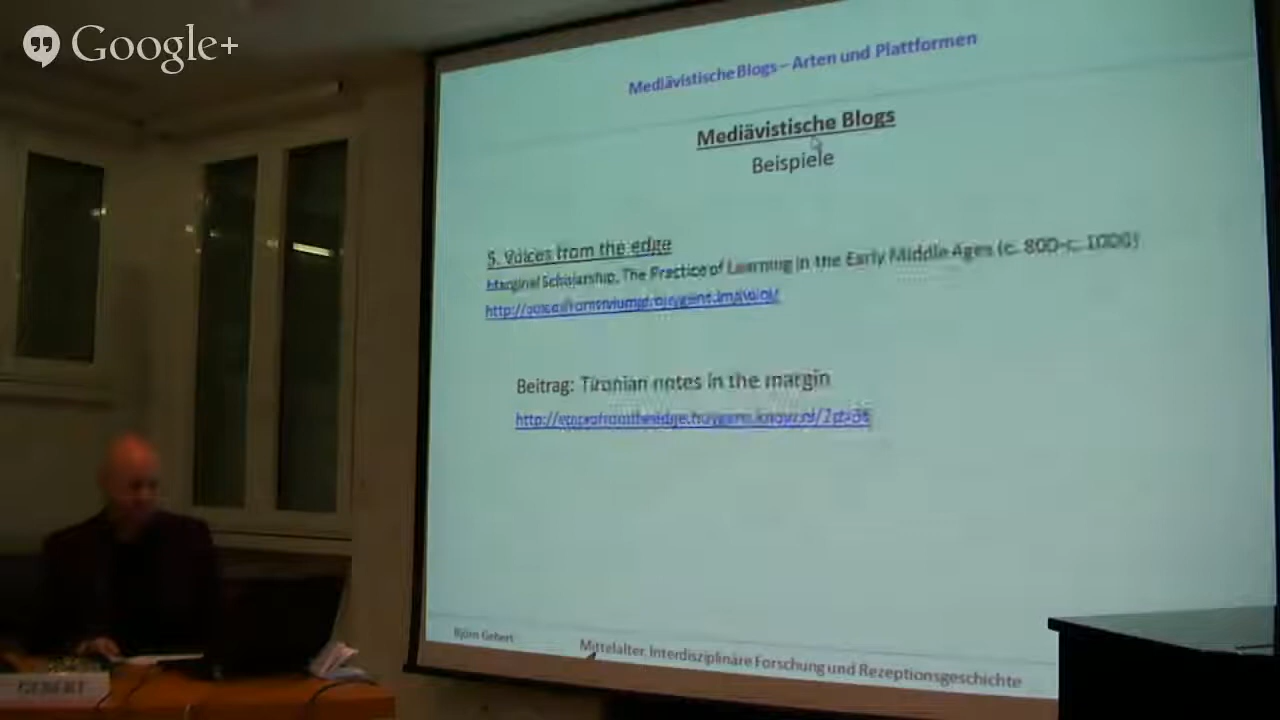 Google+
Mediävistische Blogs – Arten und Plattformen
Mediävistische Blogs
Beispiele
5. Voices from the edge
Marginal Scholarship. The Practice of Learning in the Early Middle Ages (c. 800-c. 1000)
Beitrag: Tironian notes in the margin
Björn Gebert
Mittelalter. Interdisziplinäre Forschung und Rezeptionsgeschichte
GEBERT